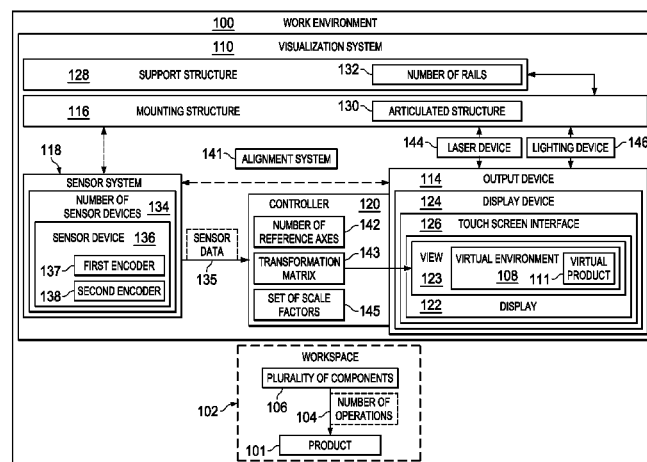 100 WORK ENVIRONMENT
110 VISUALIZATION SYSTEM
128 SUPPORT STRUCTURE 132 NUMBER OF RAILS
116 MOUNTING STRUCTURE 130 ARTICULATED STRUCTURE
144 LASER DEVICE LIGHTING DEVICE 146
118
141 ALIGNMENT SYSTEM
SENSOR SYSTEM
NUMBER OF
SENSOR DEVICES 134
SENSOR DEVICE 136
137 FIRST ENCODER
138 SECOND ENCODER
SENSOR
DATA
135
CONTROLLER 120
NUMBER OF
REFERENCE AXES 142
TRANSFORMATION
MATRIX 143
SET OF SCALE
FACTORS 145
114 OUTPUT DEVICE
124 DISPLAY DEVICE
126 TOUCH SCREEN INTERFACE
VIEW
123
VIRTUAL ENVIRONMENT
108
111
VIRTUAL
PRODUCT
122 DISPLAY
WORKSPACE
PLURALITY OF COMPONENTS
102
106
NUMBER OF
OPERATIONS
104
101 PRODUCT